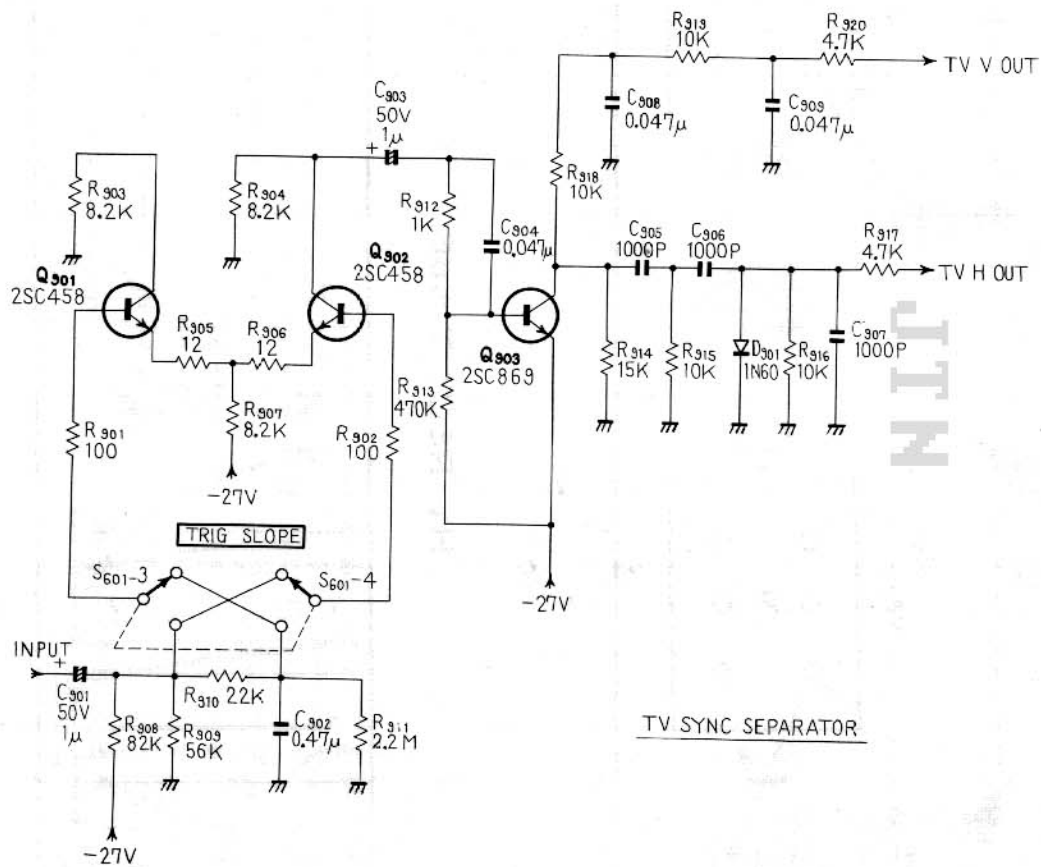 R919
10K
R920
4.7K
TV V OUT
C903
50V
1µ
+
C908
0.047µ
C909
0.047µ
R903
8.2K
R904
8.2K
R912
1K
R918
10K
C904
0.047µ
C905
1000P
C906
1000P
R917
4.7K
TV H OUT
Q901
2SC458
Q902
2SC458
R905
12
R906
12
Q903
2SC869
R914
15K
R915
10K
D901
1N60
R916
10K
C907
1000P
R913
470K
R907
8.2K
R901
100
R902
100
-27V
TRIG SLOPE
S601-3
S601-4
-27V
INPUT
+
C901
50V
1µ
R910 22K
R908
82K
R909
56K
C902
0.47µ
R911
2.2M
-27V
TV SYNC SEPARATOR
JIN